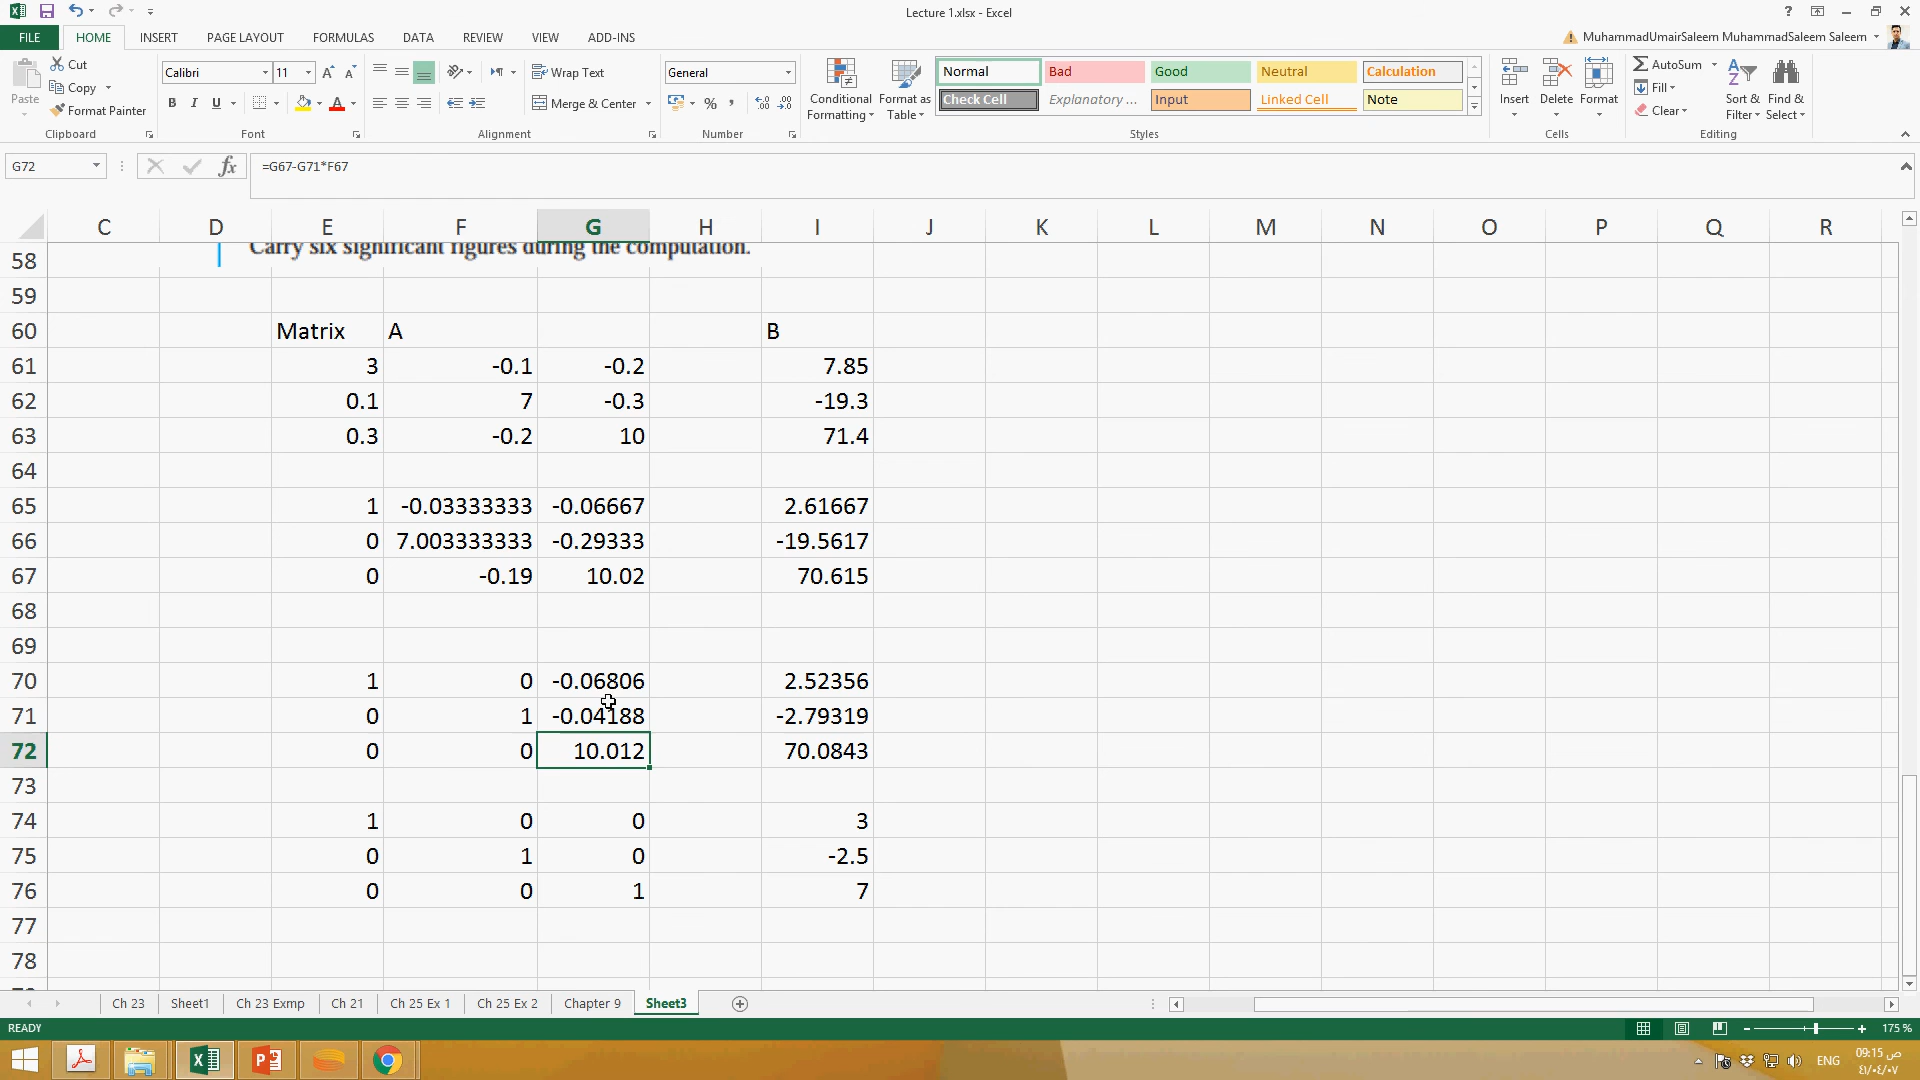 Lecture 1.xlsx - Excel
FILE HOME INSERT PAGE LAYOUT FORMULAS DATA REVIEW VIEW ADD-INS
MuhammadUmairSaleem MuhammadSaleem Saleem
Paste
Cut
Copy
Format Painter
Clipboard
Calibri 11
B I U
A
Font
Wrap Text
Merge & Center
Alignment
General
% ,
Number
Conditional Formatting
Format as Table
Normal Bad Good Neutral Calculation
Check Cell Explanatory ... Input Linked Cell Note
Styles
Insert Delete Format
Cells
AutoSum
Fill
Clear
Sort & Filter
Find & Select
Editing
G72 fx =G67-G71*F67
C D E F G H I J K L M N O P Q R
58 Carry six significant figures during the computation.
59
60 Matrix A B
61 3 -0.1 -0.2 7.85
62 0.1 7 -0.3 -19.3
63 0.3 -0.2 10 71.4
64
65 1 -0.03333333 -0.06667 2.61667
66 0 7.003333333 -0.29333 -19.5617
67 0 -0.19 10.02 70.615
68
69
70 1 0 -0.06806 2.52356
71 0 1 -0.04188 -2.79319
72 0 0 10.012 70.0843
73
74 1 0 0 3
75 0 1 0 -2.5
76 0 0 1 7
77
78
Ch 23 Sheet1 Ch 23 Exmp Ch 21 Ch 25 Ex 1 Ch 25 Ex 2 Chapter 9 Sheet3
READY 175 %
ENG 09:15 ص
٤١/٠٤/٠٧